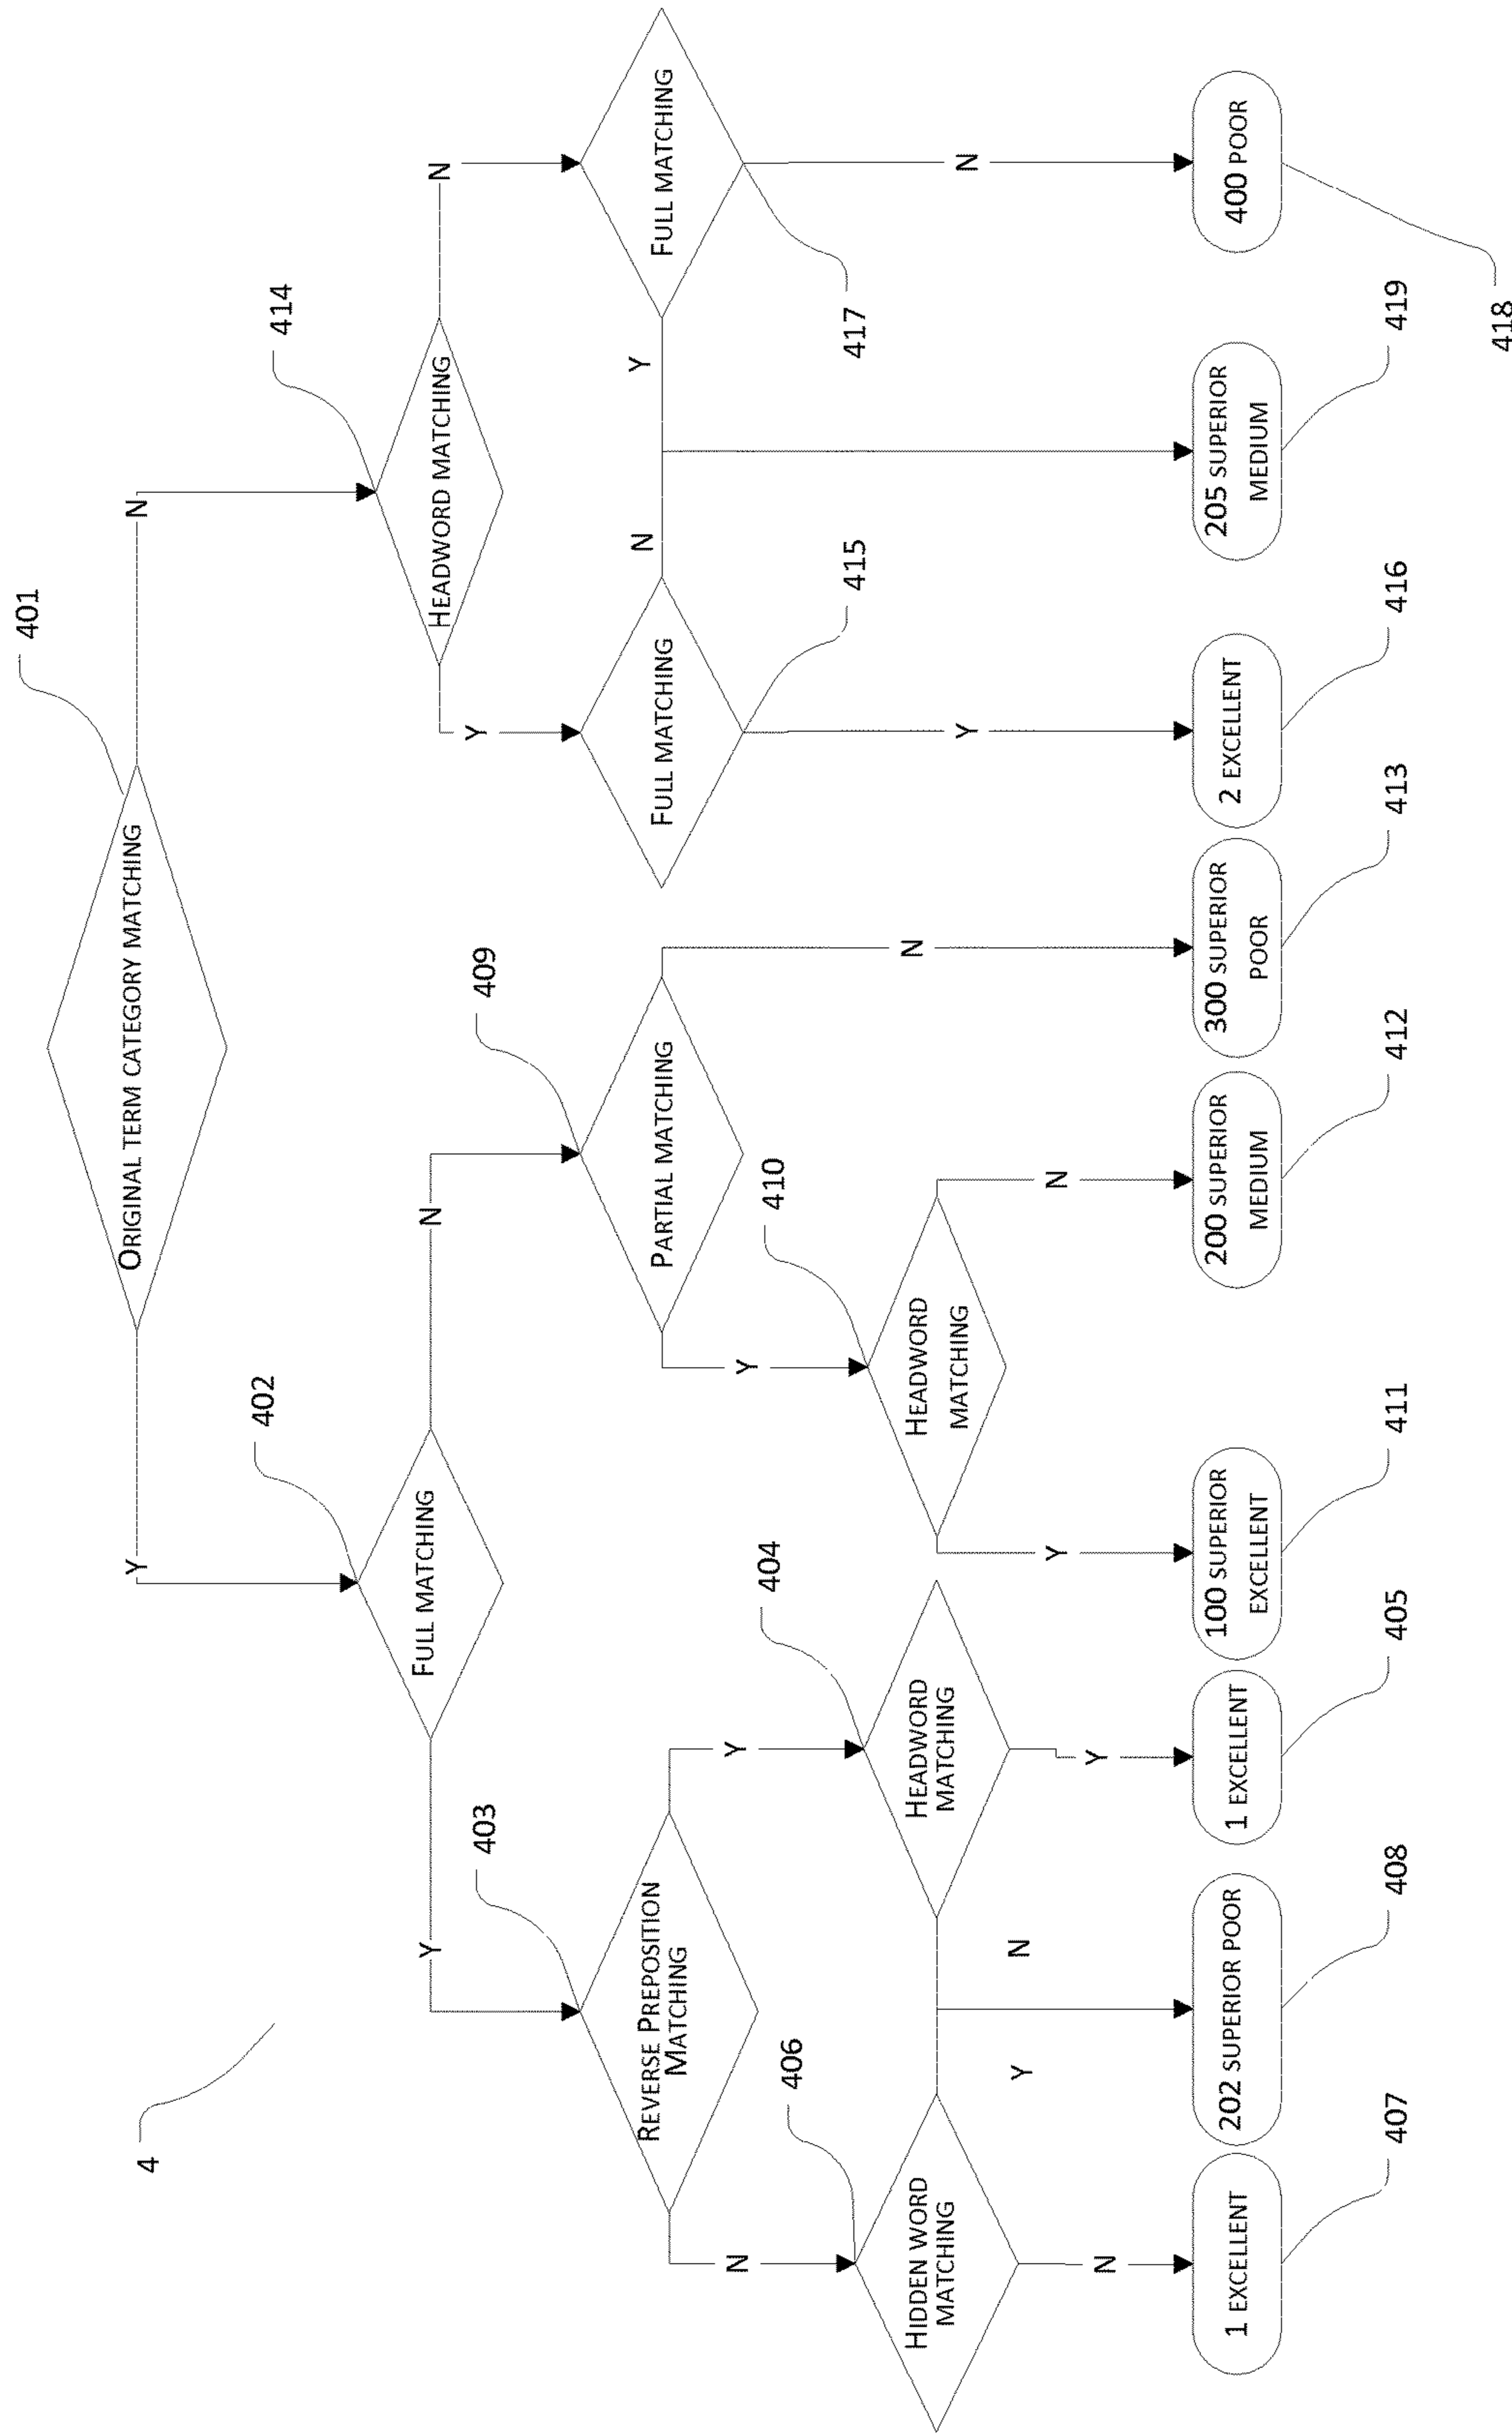 4
401
ORIGINAL TERM CATEGORY MATCHING
Y
N
402
FULL MATCHING
414
HEADWORD MATCHING
Y
N
Y
N
403
REVERSE PREPOSITION
MATCHING
409
PARTIAL MATCHING
FULL MATCHING
415
N
Y
FULL MATCHING
417
N
Y
Y
N
Y
N
406
HIDDEN WORD
MATCHING
404
HEADWORD
MATCHING
410
HEADWORD
MATCHING
N
Y
N
Y
Y
N
1 EXCELLENT
202 SUPERIOR POOR
1 EXCELLENT
100 SUPERIOR
EXCELLENT
200 SUPERIOR
MEDIUM
300 SUPERIOR
POOR
2 EXCELLENT
205 SUPERIOR
MEDIUM
400 POOR
407
408
405
411
412
413
416
419
418